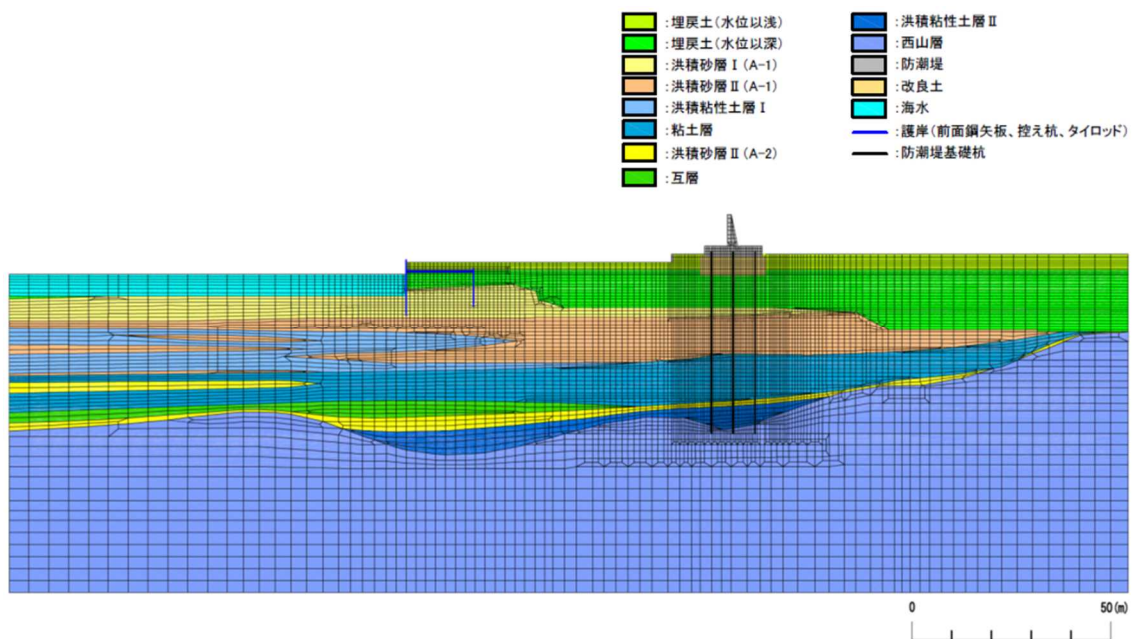 :埋戻土(水位以浅)
:埋戻土(水位以深)
:洪積砂層Ⅰ(A-1)
:洪積砂層Ⅱ(A-1)
:洪積粘性土層Ⅰ
:粘土層
:洪積砂層Ⅱ(A-2)
:互層
:洪積粘性土層Ⅱ
:西山層
:防潮堤
:改良土
:海水
:護岸(前面鋼矢板、控え杭、タイロッド)
:防潮堤基礎杭
0 50(m)